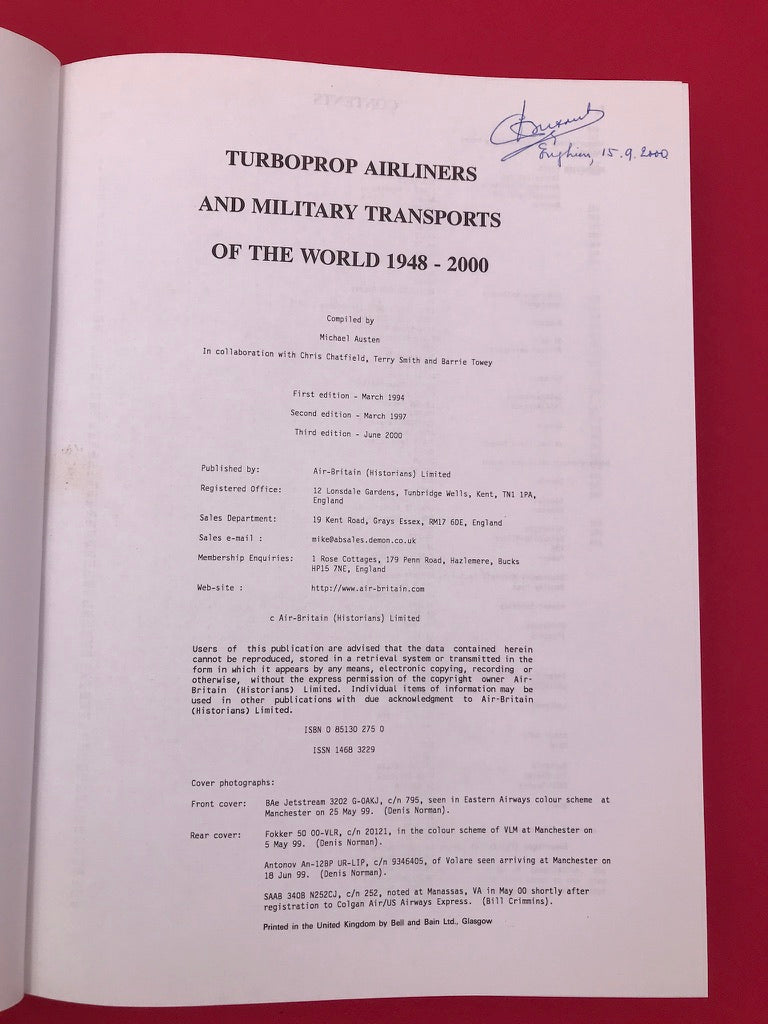 Enghien, 15.9.2000
TURBOPROP AIRLINERS
AND MILITARY TRANSPORTS
OF THE WORLD 1948 - 2000
Compiled by
Michael Austen
In collaboration with Chris Chatfield, Terry Smith and Barrie Towey
First edition - March 1994
Second edition - March 1997
Third edition - June 2000
Published by: Air-Britain (Historians) Limited
Registered Office: 12 Lonsdale Gardens, Tunbridge Wells, Kent, TN1 1PA,
England
Sales Department: 19 Kent Road, Grays Essex, RM17 6DE, England
Sales e-mail : mike@absales.demon.co.uk
Membership Enquiries: 1 Rose Cottages, 179 Penn Road, Hazlemere, Bucks
HP15 7NE, England
Web-site : http://www.air-britain.com
c Air-Britain (Historians) Limited
Users of this publication are advised that the data contained herein
cannot be reproduced, stored in a retrieval system or transmitted in the
form in which it appears by any means, electronic copying, recording or
otherwise, without the express permission of the copyright owner Air-
Britain (Historians) Limited. Individual items of information may be
used in other publications with due acknowledgment to Air-Britain
(Historians) Limited.
ISBN 0 85130 275 0
ISSN 1468 3229
Cover photographs:
Front cover: BAe Jetstream 3202 G-OAKJ, c/n 795, seen in Eastern Airways colour scheme at
Manchester on 25 May 99. (Denis Norman).
Rear cover: Fokker 50 OO-VLR, c/n 20121, in the colour scheme of VLM at Manchester on
5 May 99. (Denis Norman).
Antonov An-12BP UR-LIP, c/n 9346405, of Volare seen arriving at Manchester on
18 Jun 99. (Denis Norman).
SAAB 340B N252CJ, c/n 252, noted at Manassas, VA in May 00 shortly after
registration to Colgan Air/US Airways Express. (Bill Crimmins).
Printed in the United Kingdom by Bell and Bain Ltd., Glasgow